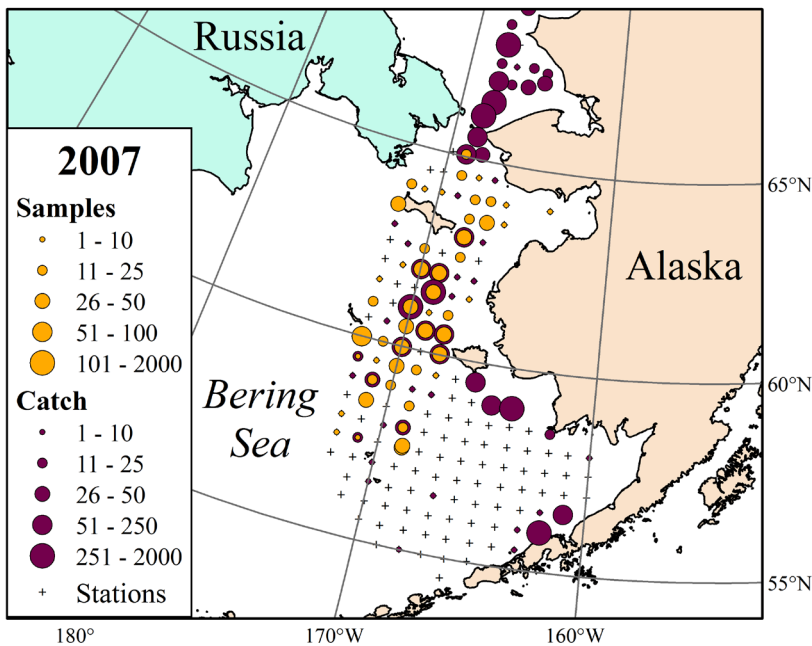 Russia
2007
Samples
1 - 10
11 - 25
26 - 50
51 - 100
101 - 2000
Catch
1 - 10
11 - 25
26 - 50
51 - 250
251 - 2000
Stations
Alaska
Bering
Sea
65°N
60°N
55°N
180°
170°W
160°W